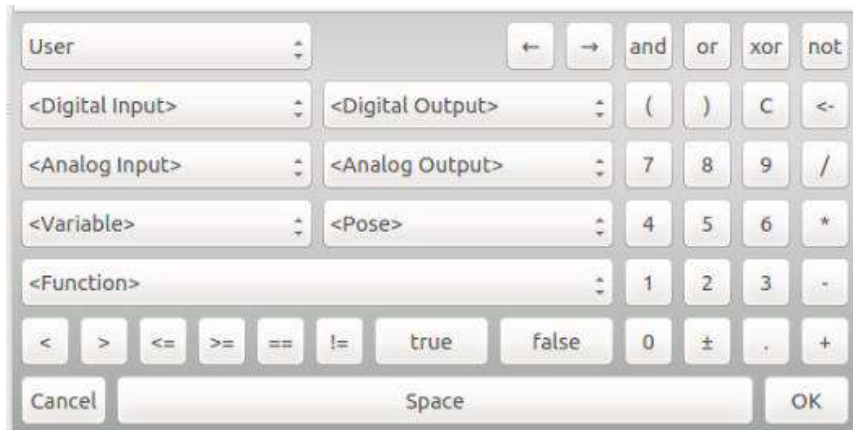 User ← → and or xor not
<Digital Input> <Digital Output> ( ) C <-
<Analog Input> <Analog Output> 7 8 9 /
<Variable> <Pose> 4 5 6 *
<Function> 1 2 3 -
< > <= >= == != true false 0 ± . +
Cancel Space OK